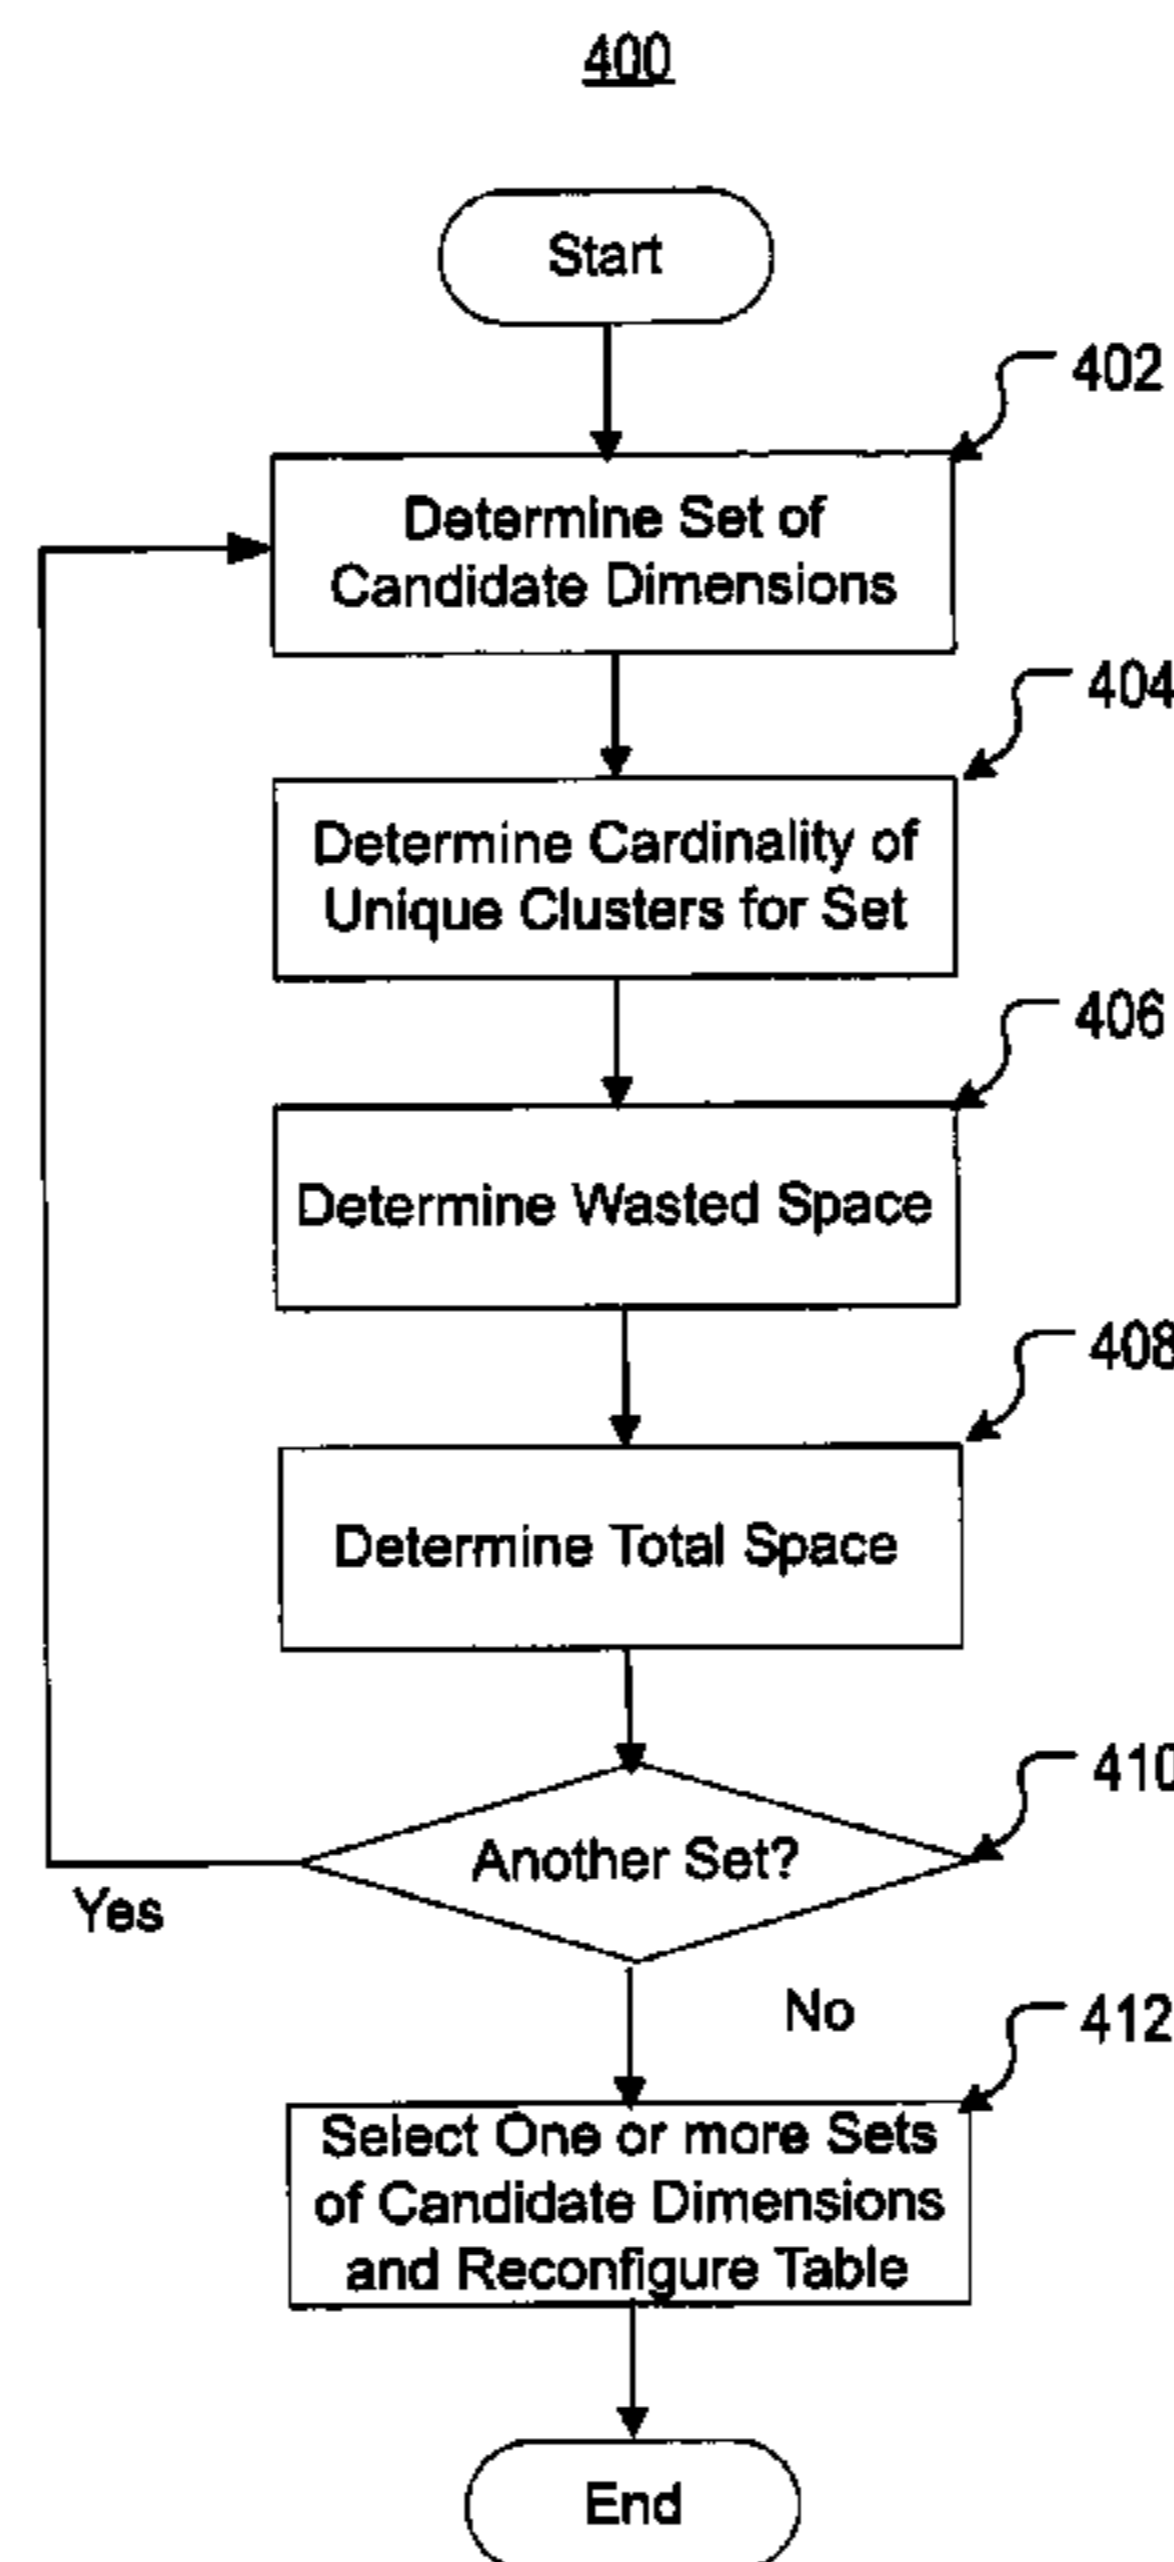 400
Start
402
Determine Set of
Candidate Dimensions
404
Determine Cardinality of
Unique Clusters for Set
406
Determine Wasted Space
408
Determine Total Space
410
Another Set?
Yes
No
412
Select One or more Sets
of Candidate Dimensions
and Reconfigure Table
End